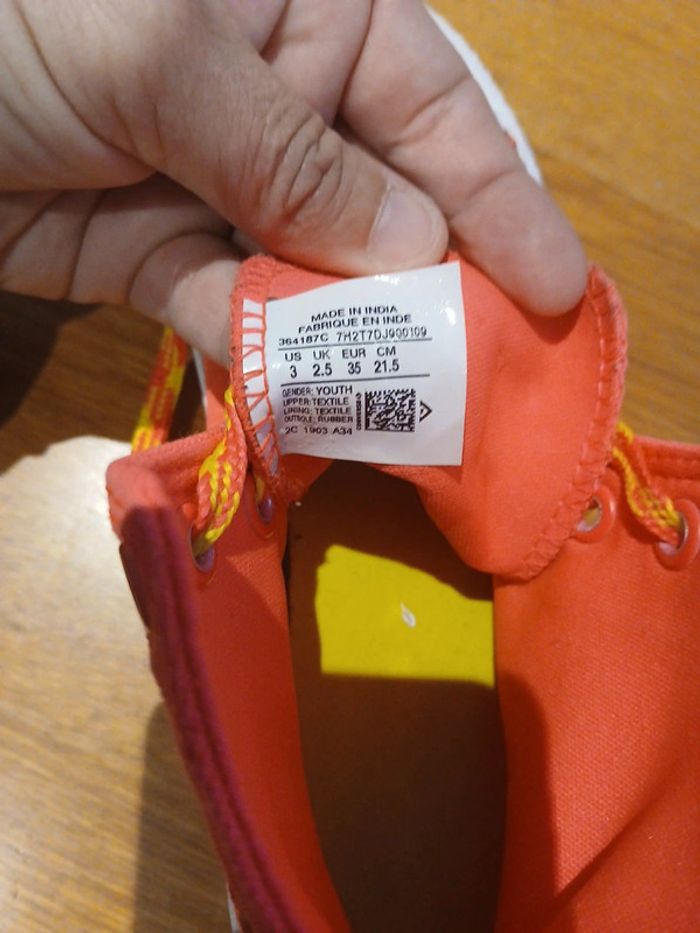 MADE IN INDIA
FABRIQUE EN INDE
364187C 7H2T7DJ900109
US UK EUR CM
3 2.5 35 21.5
GENDER: YOUTH
UPPER: TEXTILE
LINING: TEXTILE
OUTSOLE: RUBBER
CONVERSE
2C 1903 A34